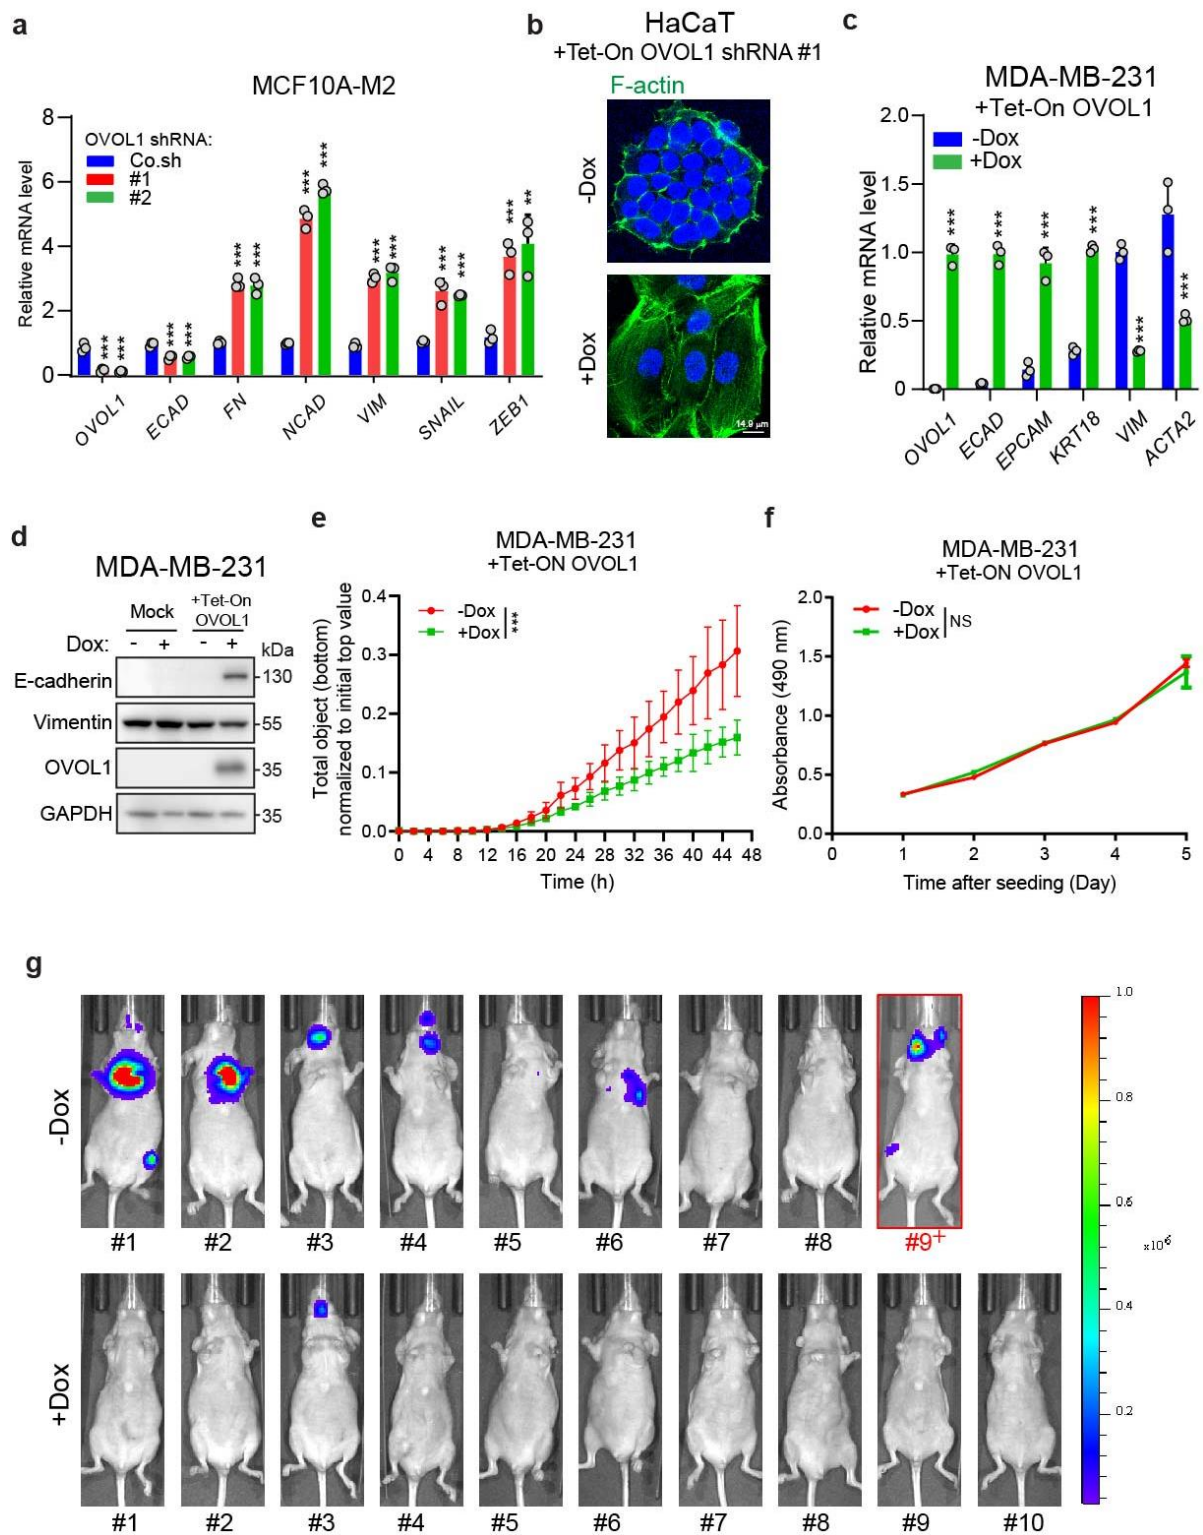 a
MCF10A-M2
Relative mRNA level
8
6
4
2
0
OVOL1 shRNA:
Co.sh
#1
#2
*** *** *** *** *** *** *** *** *** *** *** *** *** **
OVOL1 ECAD FN NCAD VIM SNAIL ZEB1
b
HaCaT
+Tet-On OVOL1 shRNA #1
F-actin
-Dox
+Dox
14.9 µm
c
MDA-MB-231
+Tet-On OVOL1
Relative mRNA level
2.0
1.5
1.0
0.5
0
-Dox
+Dox
*** *** *** *** *** ***
OVOL1 ECAD EPCAM KRT18 VIM ACTA2
d
MDA-MB-231
Mock +Tet-On
OVOL1
Dox: - + - + kDa
E-cadherin -130
Vimentin -55
OVOL1 -35
GAPDH -35
e
MDA-MB-231
+Tet-ON OVOL1
Total object (bottom)
normalized to initial top value
0.4
0.3
0.2
0.1
0.0
-Dox
+Dox
***
0 4 8 12 16 20 24 28 32 36 40 44 48
Time (h)
f
MDA-MB-231
+Tet-ON OVOL1
Absorbance (490 nm)
2.0
1.5
1.0
0.5
0.0
-Dox
+Dox
NS
0 1 2 3 4 5
Time after seeding (Day)
g
-Dox
#1 #2 #3 #4 #5 #6 #7 #8 #9+
+Dox
#1 #2 #3 #4 #5 #6 #7 #8 #9 #10
1.0
0.8
0.6
x10⁶
0.4
0.2